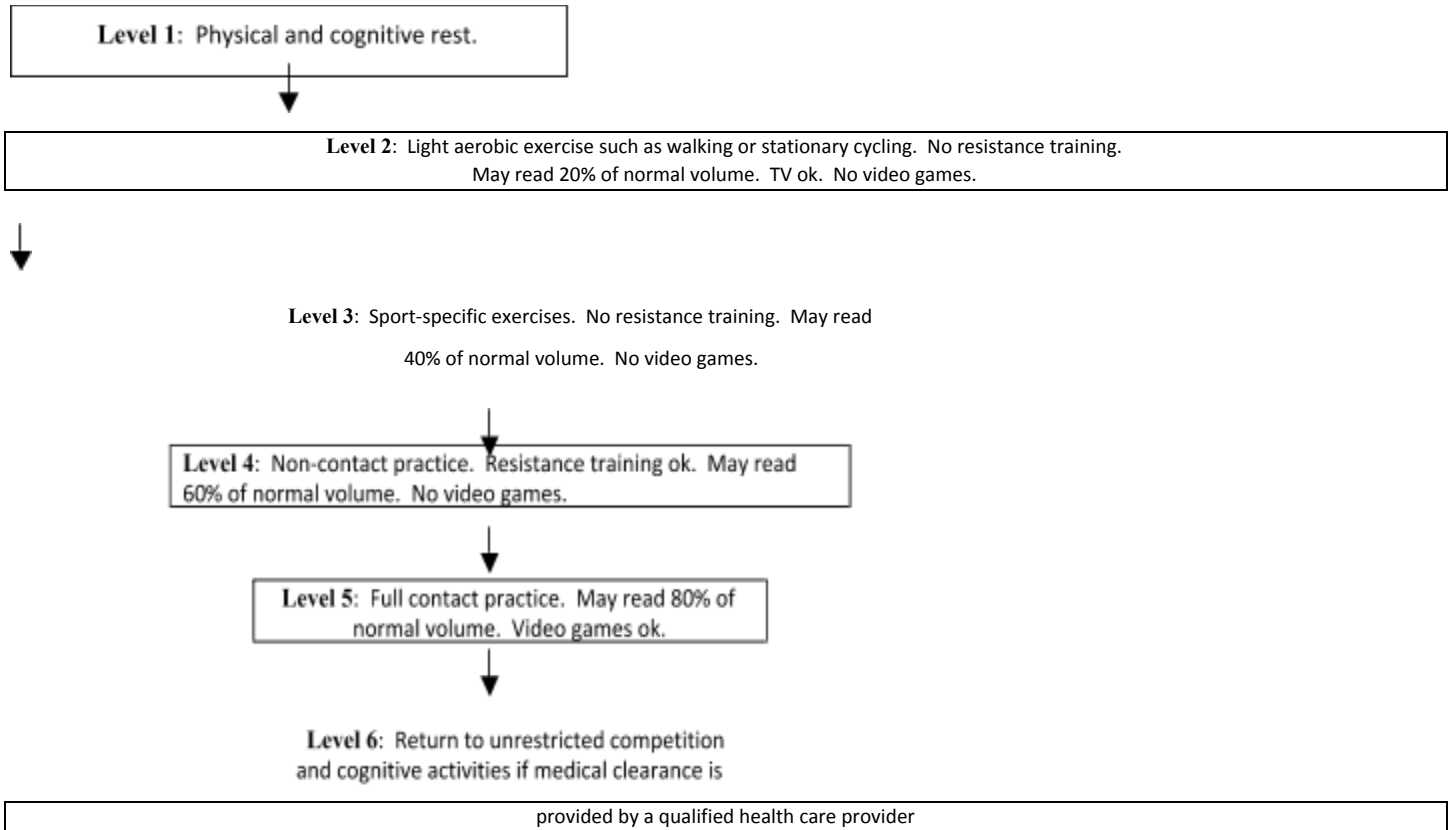 Level 1: Physical and cognitive rest.
Level 2: Light aerobic exercise such as walking or stationary cycling. No resistance training.
May read 20% of normal volume. TV ok. No video games.
Level 3: Sport-specific exercises. No resistance training. May read
40% of normal volume. No video games.
Level 4: Non-contact practice. Resistance training ok. May read
60% of normal volume. No video games.
Level 5: Full contact practice. May read 80% of
normal volume. Video games ok.
Level 6: Return to unrestricted competition
and cognitive activities if medical clearance is
provided by a qualified health care provider